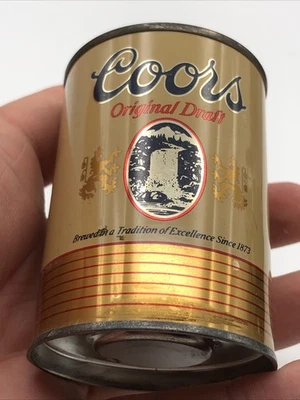 Coors
Original Draft
Brewed in a Tradition of Excellence Since 1873